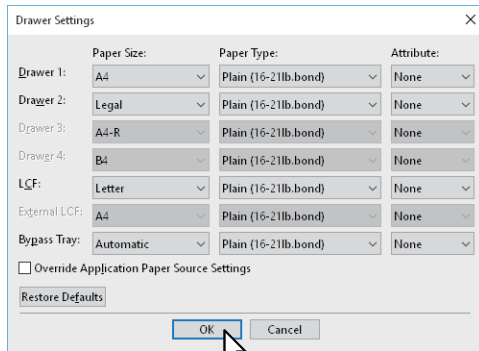 Drawer Settings
Paper Size: Paper Type: Attribute:
Drawer 1: A4 Plain (16-21lb.bond) None
Drawer 2: Legal Plain (16-21lb.bond) None
Drawer 3: A4-R Plain (16-21lb.bond) None
Drawer 4: B4 Plain (16-21lb.bond) None
LCF: Letter Plain (16-21lb.bond) None
External LCF: A4 Plain (16-21lb.bond) None
Bypass Tray: Automatic Plain (16-21lb.bond) None
Override Application Paper Source Settings
Restore Defaults
OK Cancel